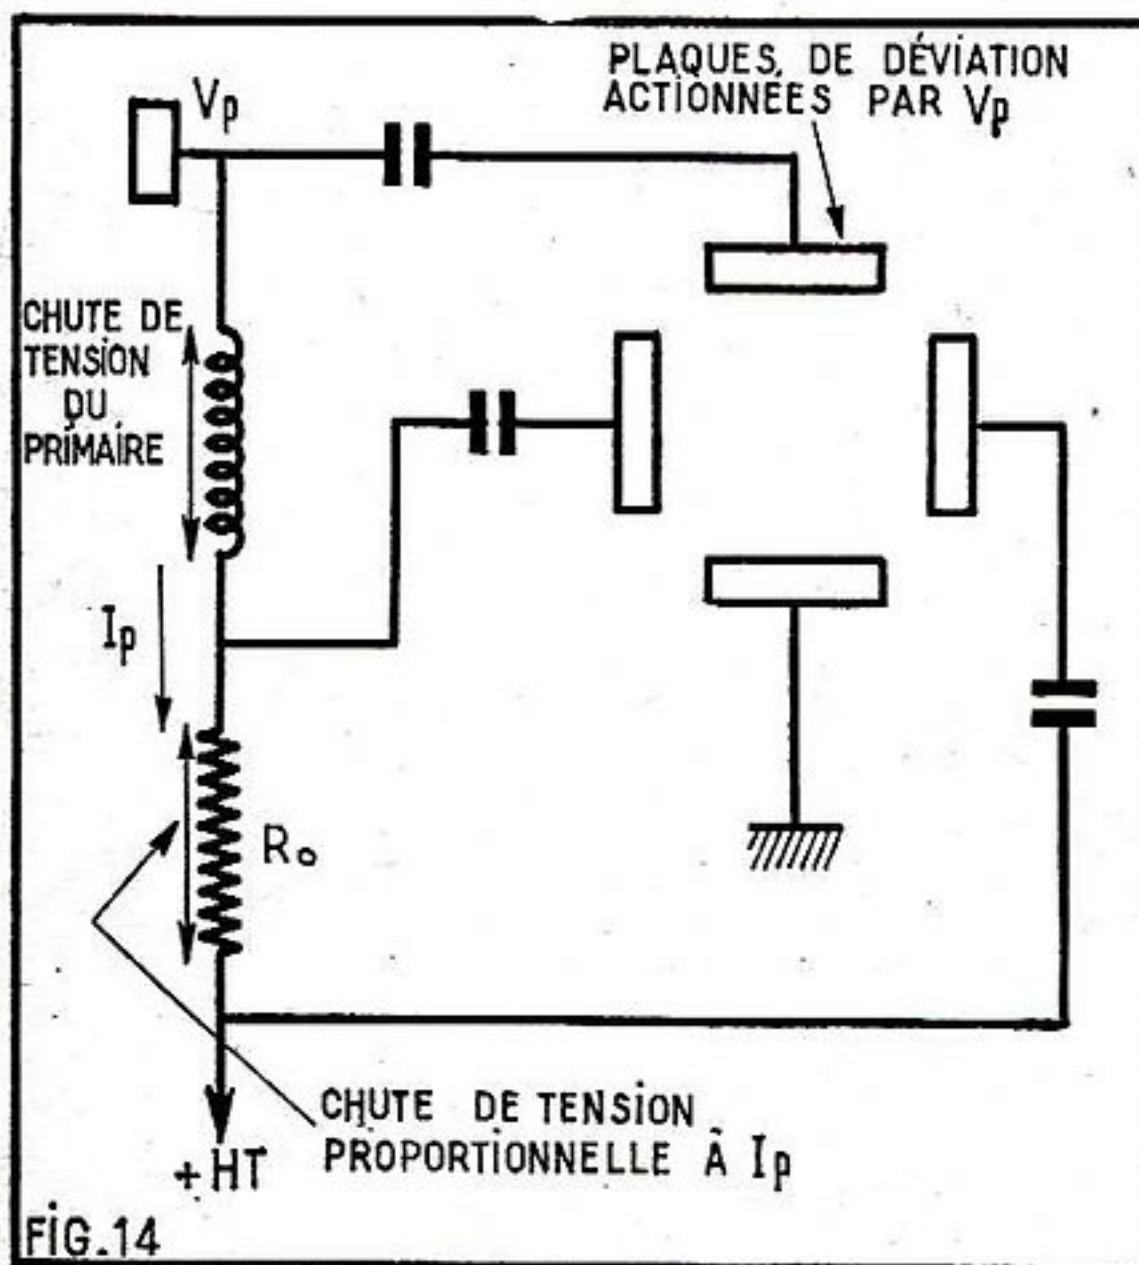 PLAQUES DE DÉVIATION
ACTIONNÉES PAR Vp
Vp
CHUTE DE
TENSION
DU
PRIMAIRE
Ip
Ro
CHUTE DE TENSION
PROPORTIONNELLE À Ip
+HT
FIG.14